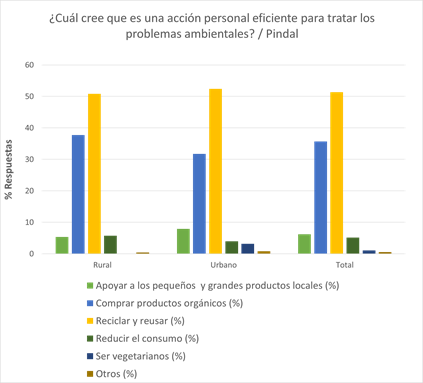 ¿Cuál cree que es una acción personal eficiente para tratar los
problemas ambientales? / Pindal
60
50
40
30
20
10
0
% Respuestas
Rural
Urbano
Total
Apoyar a los pequeños y grandes productos locales (%)
Comprar productos orgánicos (%)
Reciclar y reusar (%)
Reducir el consumo (%)
Ser vegetarianos (%)
Otros (%)